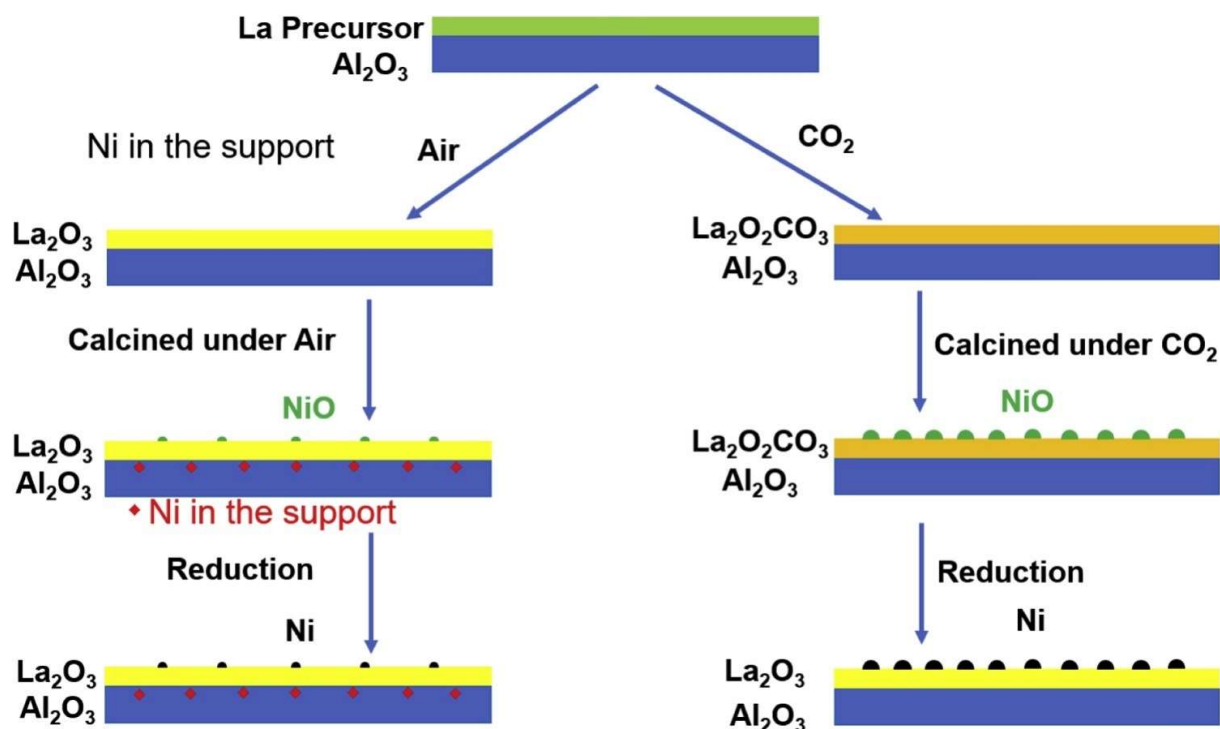 La Precursor
Al₂O₃
Ni in the support
Air
CO₂
La₂O₃
Al₂O₃
La₂O₂CO₃
Al₂O₃
Calcined under Air
Calcined under CO₂
NiO
La₂O₃
Al₂O₃
Ni in the support
NiO
La₂O₂CO₃
Al₂O₃
Reduction
Reduction
Ni
La₂O₃
Al₂O₃
Ni
La₂O₃
Al₂O₃